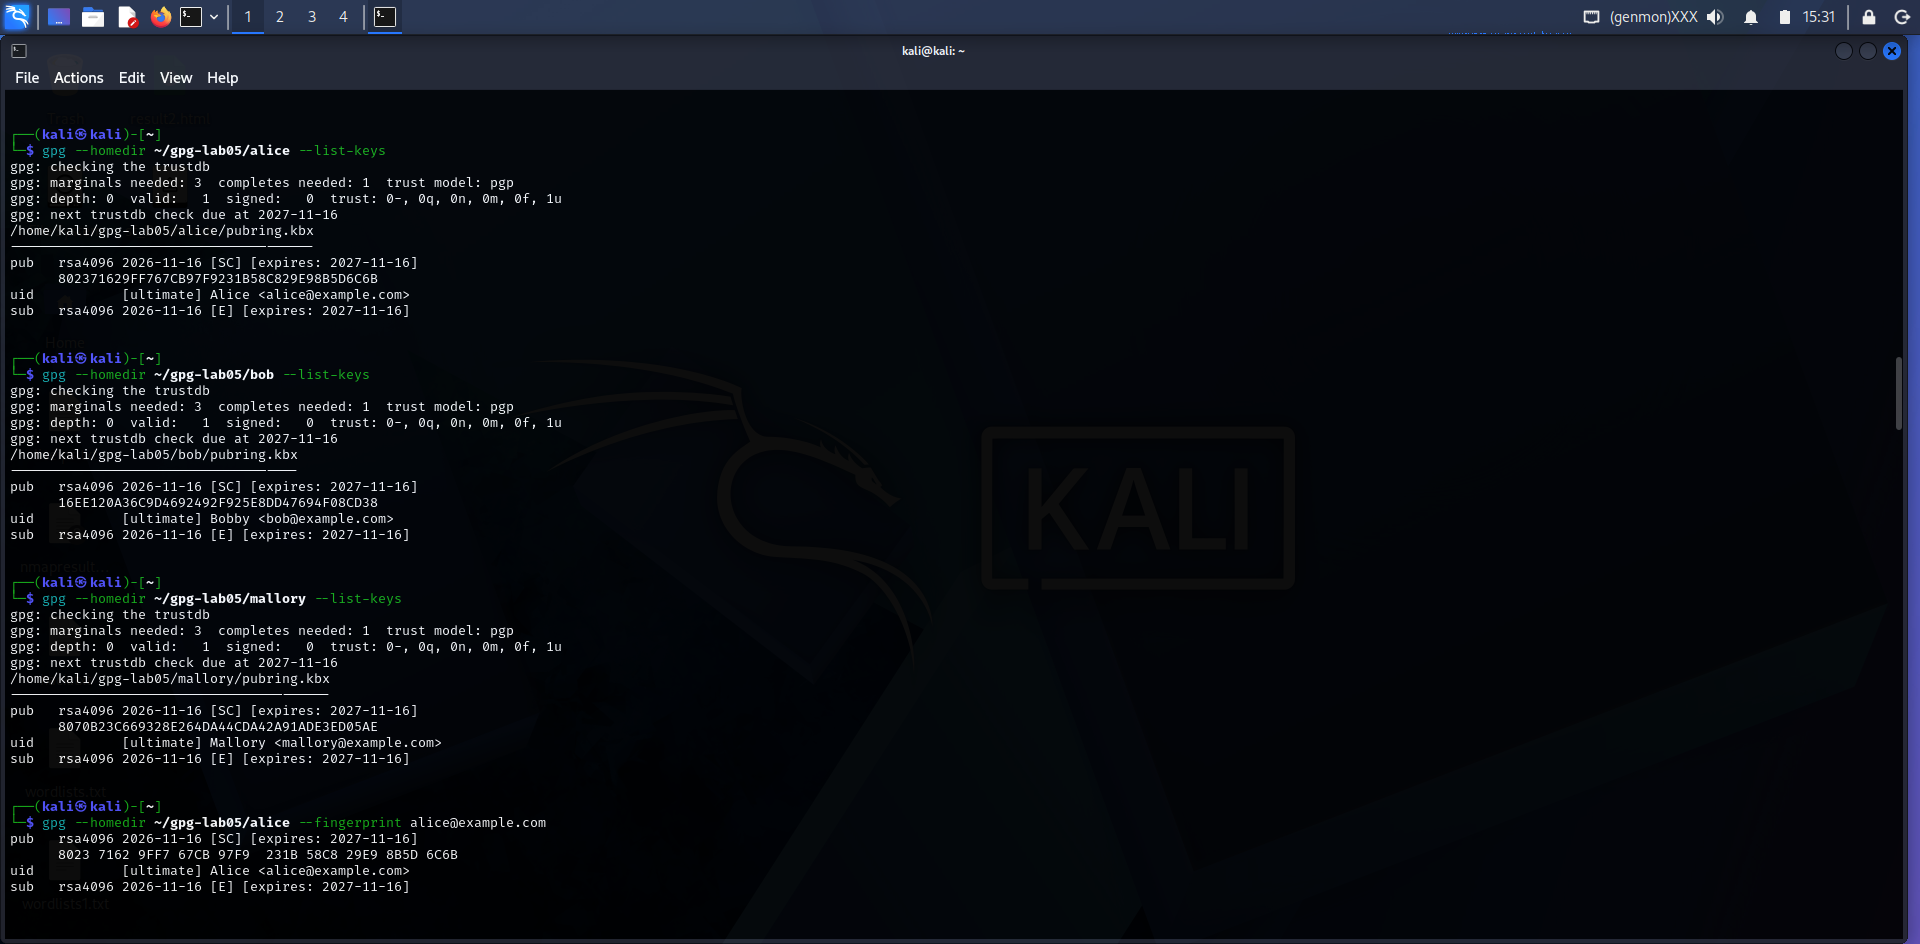 1 2 3 4 (genmon)XXX 15:31
kali@kali: ~
File Actions Edit View Help
Trash result2.html
┌──(kali㉿kali)-[~]
└─$ gpg --homedir ~/gpg-lab05/alice --list-keys
gpg: checking the trustdb
gpg: marginals needed: 3  completes needed: 1  trust model: pgp
gpg: depth: 0  valid:   1  signed:   0  trust: 0-, 0q, 0n, 0m, 0f, 1u
gpg: next trustdb check due at 2027-11-16
/home/kali/gpg-lab05/alice/pubring.kbx
--------------------------------------
pub   rsa4096 2026-11-16 [SC] [expires: 2027-11-16]
      802371629FF767CB97F9231B58C829E98B5D6C6B
uid           [ultimate] Alice <alice@example.com>
sub   rsa4096 2026-11-16 [E] [expires: 2027-11-16]
Home
┌──(kali㉿kali)-[~]
└─$ gpg --homedir ~/gpg-lab05/bob --list-keys
gpg: checking the trustdb
gpg: marginals needed: 3  completes needed: 1  trust model: pgp
gpg: depth: 0  valid:   1  signed:   0  trust: 0-, 0q, 0n, 0m, 0f, 1u
gpg: next trustdb check due at 2027-11-16
/home/kali/gpg-lab05/bob/pubring.kbx
------------------------------------
pub   rsa4096 2026-11-16 [SC] [expires: 2027-11-16]
      16EE120A36C9D4692492F925E8DD47694F08CD38
uid           [ultimate] Bobby <bob@example.com>
sub   rsa4096 2026-11-16 [E] [expires: 2027-11-16]
KALI
nmapresult...
┌──(kali㉿kali)-[~]
└─$ gpg --homedir ~/gpg-lab05/mallory --list-keys
gpg: checking the trustdb
gpg: marginals needed: 3  completes needed: 1  trust model: pgp
gpg: depth: 0  valid:   1  signed:   0  trust: 0-, 0q, 0n, 0m, 0f, 1u
gpg: next trustdb check due at 2027-11-16
/home/kali/gpg-lab05/mallory/pubring.kbx
----------------------------------------
pub   rsa4096 2026-11-16 [SC] [expires: 2027-11-16]
      8070B23C669328E264DA44CDA42A91ADE3ED05AE
uid           [ultimate] Mallory <mallory@example.com>
sub   rsa4096 2026-11-16 [E] [expires: 2027-11-16]
wordlists.txt
┌──(kali㉿kali)-[~]
└─$ gpg --homedir ~/gpg-lab05/alice --fingerprint alice@example.com
pub   rsa4096 2026-11-16 [SC] [expires: 2027-11-16]
      8023 7162 9FF7 67CB 97F9  231B 58C8 29E9 8B5D 6C6B
uid           [ultimate] Alice <alice@example.com>
sub   rsa4096 2026-11-16 [E] [expires: 2027-11-16]
wordlists1.txt